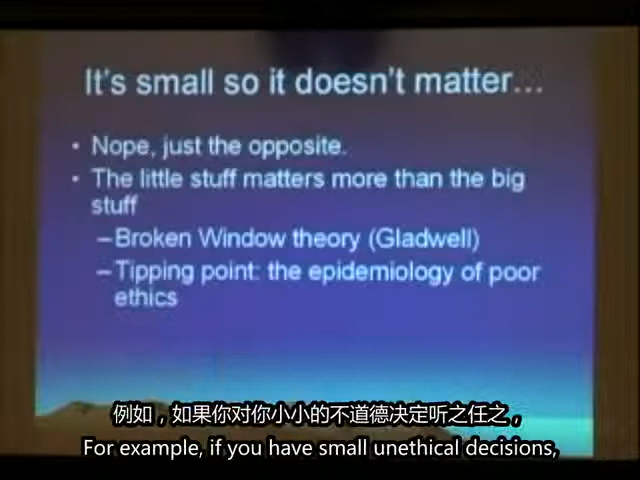 It's small so it doesn't matter…
• Nope, just the opposite.
• The little stuff matters more than the big
stuff
–Broken Window theory (Gladwell)
–Tipping point: the epidemiology of poor
ethics
例如，如果你对你小小的不道德决定听之任之，
For example, if you have small unethical decisions,